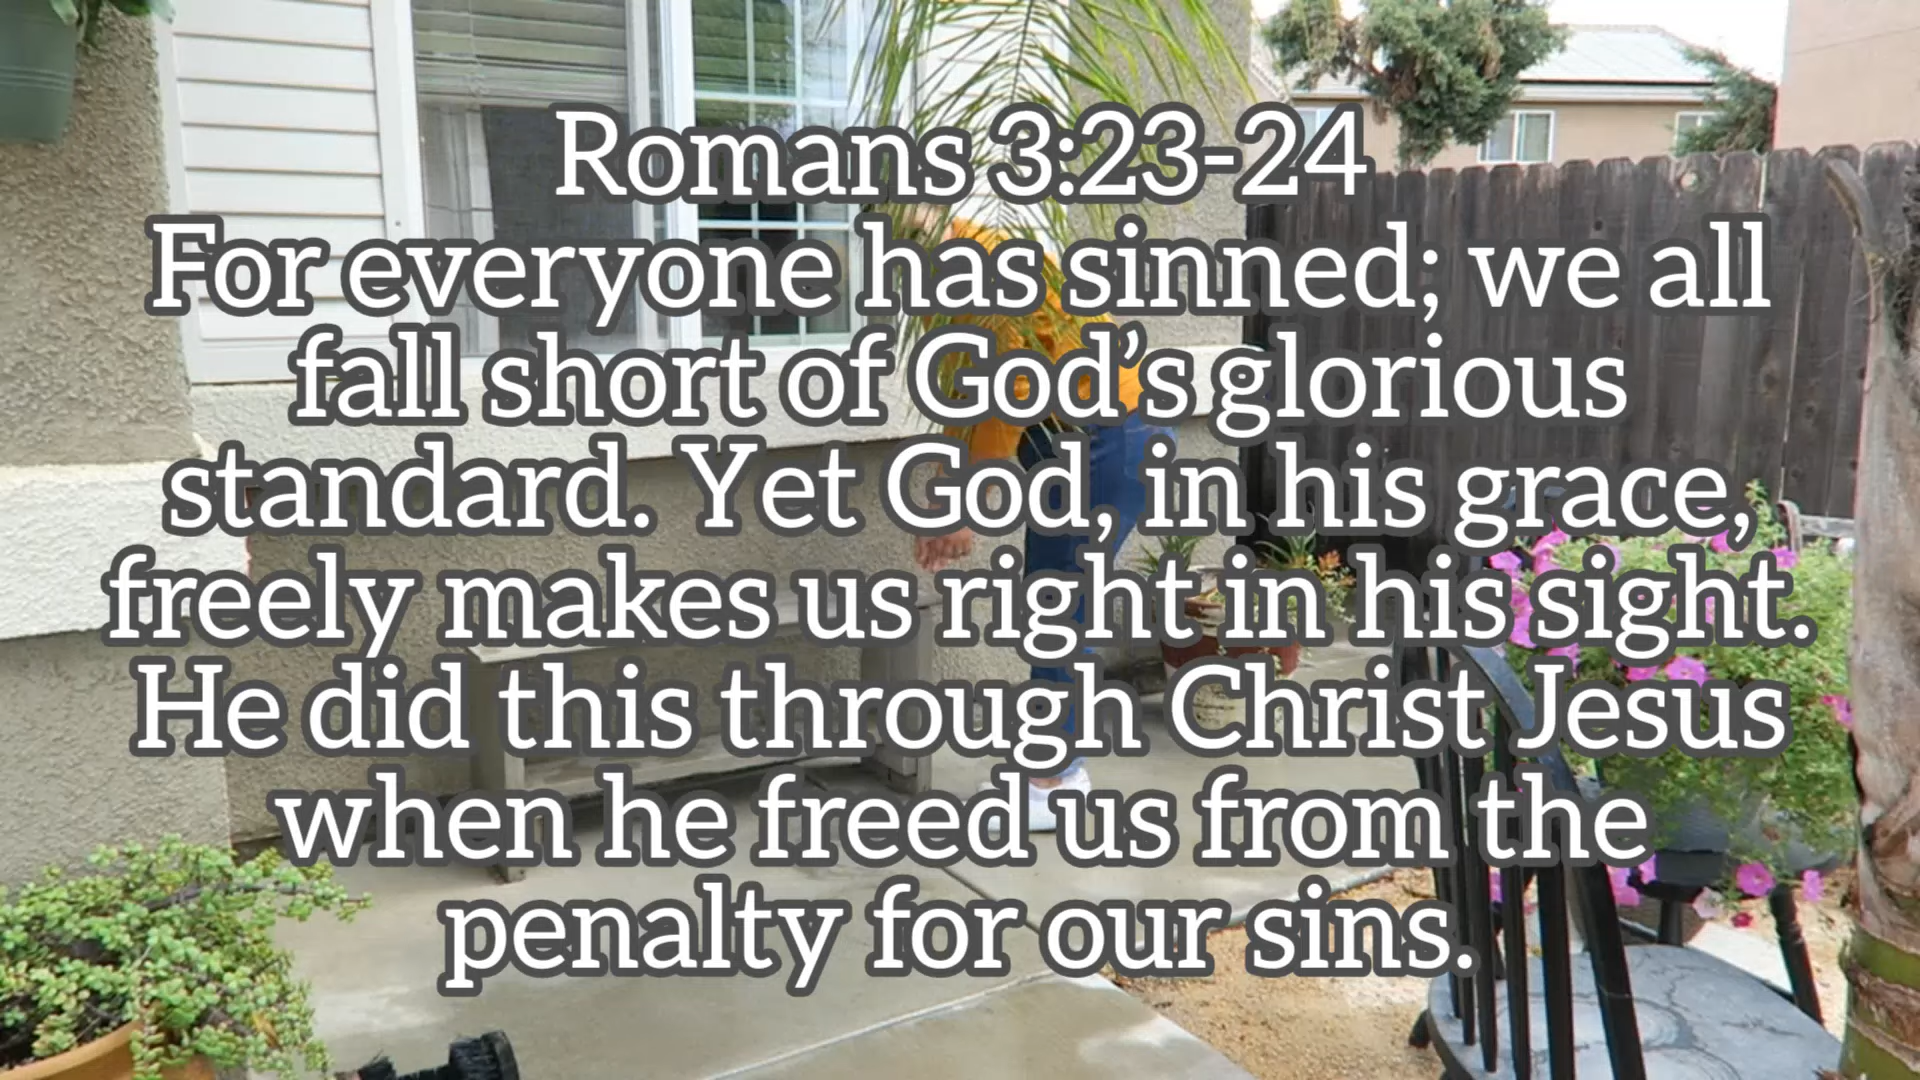 Romans 3:23-24
For everyone has sinned; we all
fall short of God’s glorious
standard. Yet God, in his grace,
freely makes us right in his sight.
He did this through Christ Jesus
when he freed us from the
penalty for our sins.